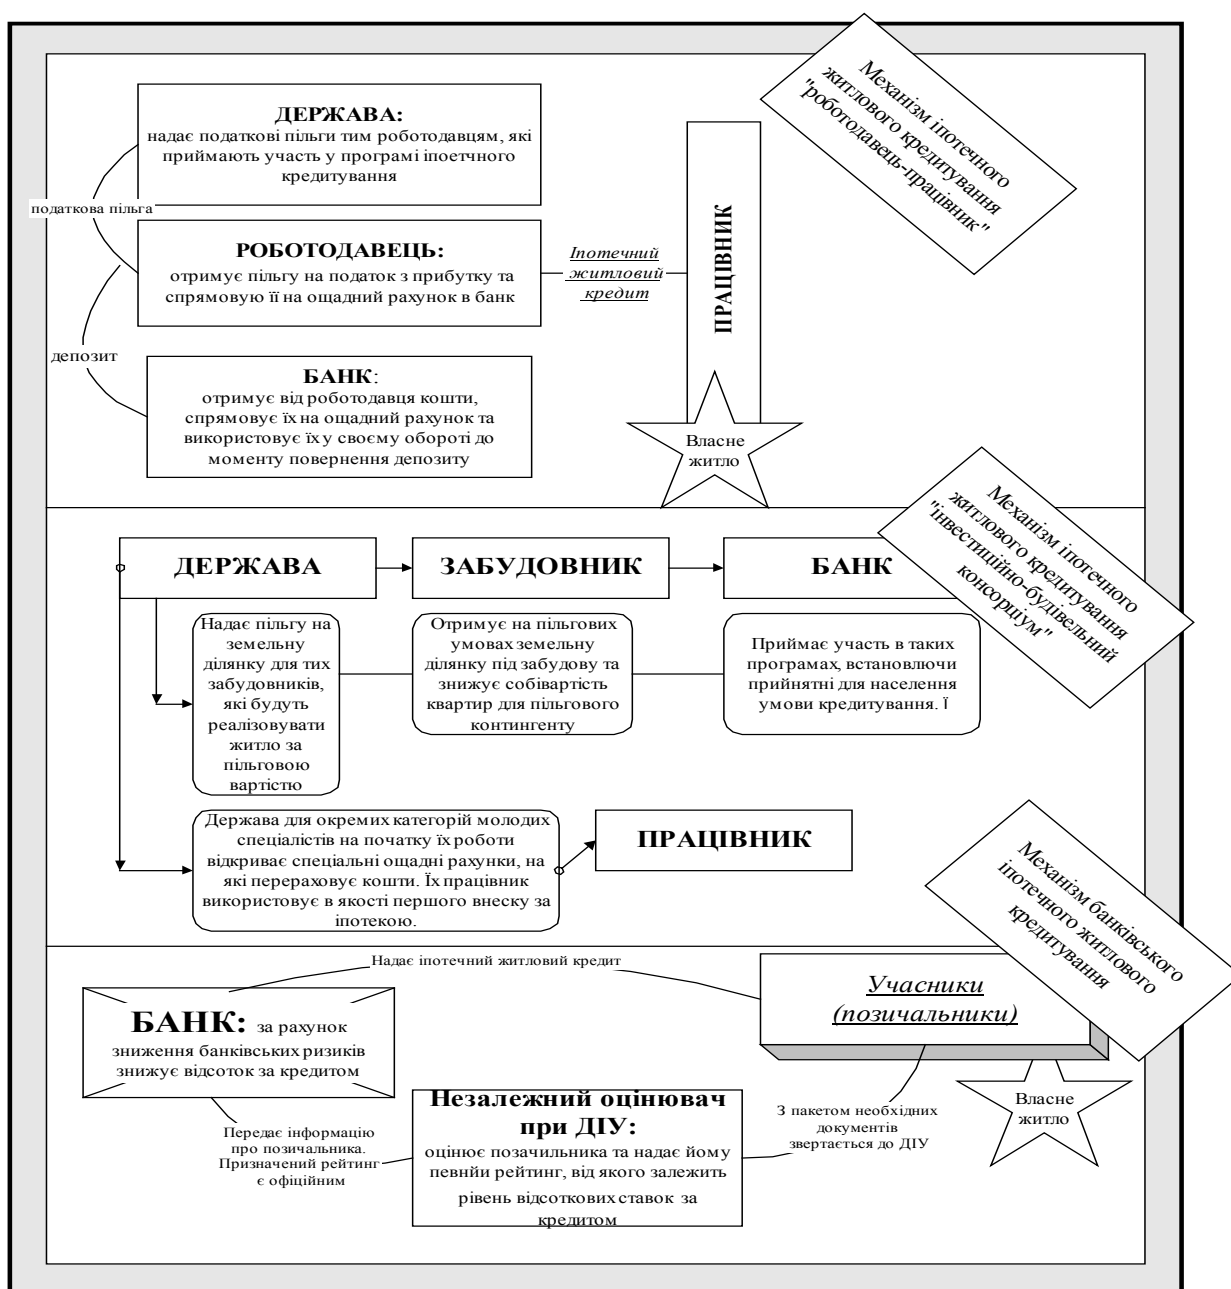 Механізм іпотечного
житлового кредитування
"роботодавець-працівник"
ДЕРЖАВА:
надає податкові пільги тим роботодавцям, які
приймають участь у програмі іпоетчного
кредитування
податкова пільга
РОБОТОДАВЕЦЬ:
отримує пільгу на податок з прибутку та
спрямовую її на ощадний рахунок в банк
Іпотечний
житловий
кредит
ПРАЦІВНИК
депозит
БАНК:
отримує від роботодавця кошти,
спрямовує їх на ощадний рахунок та
використовує їх у своєму обороті до
моменту повернення депозиту
Власне
житло
Механізм іпотечного
житлового кредитування
"інвестиційно-будівельний
консорціум"
ДЕРЖАВА
ЗАБУДОВНИК
БАНК
Надає пільгу на
земельну
ділянку для тих
забудовників,
які будуть
реалізовувати
житло за
пільговою
вартістю
Отримує на пільгових
умовах земельну
ділянку під забудову та
знижує собівартість
квартир для пільгового
контингенту
Приймає участь в таких
програмах, встановлючи
прийнятні для населення
умови кредитування. Ї
Держава для окремих категорій молодих
спеціалістів на початку їх роботи
відкриває спеціальні ощадні рахунки, на
які перераховує кошти. Їх працівник
використовує в якості першого внеску за
іпотекою.
ПРАЦІВНИК
Механізм банківського
іпотечного житлового
кредитування
Надає іпотечний житловий кредит
Учасники
(позичальники)
БАНК: за рахунок
зниження банківських ризиків
знижує відсоток за кредитом
Незалежний оцінювач
при ДІУ:
оцінює позачильника та надає йому
певнйи рейтинг, від якого залежить
рівень відсоткових ставок за
кредитом
Передає інформацію
про позичальника.
Призначений рейтинг
є офіційним
З пакетом необхідних
документів
звертається до ДІУ
Власне
житло